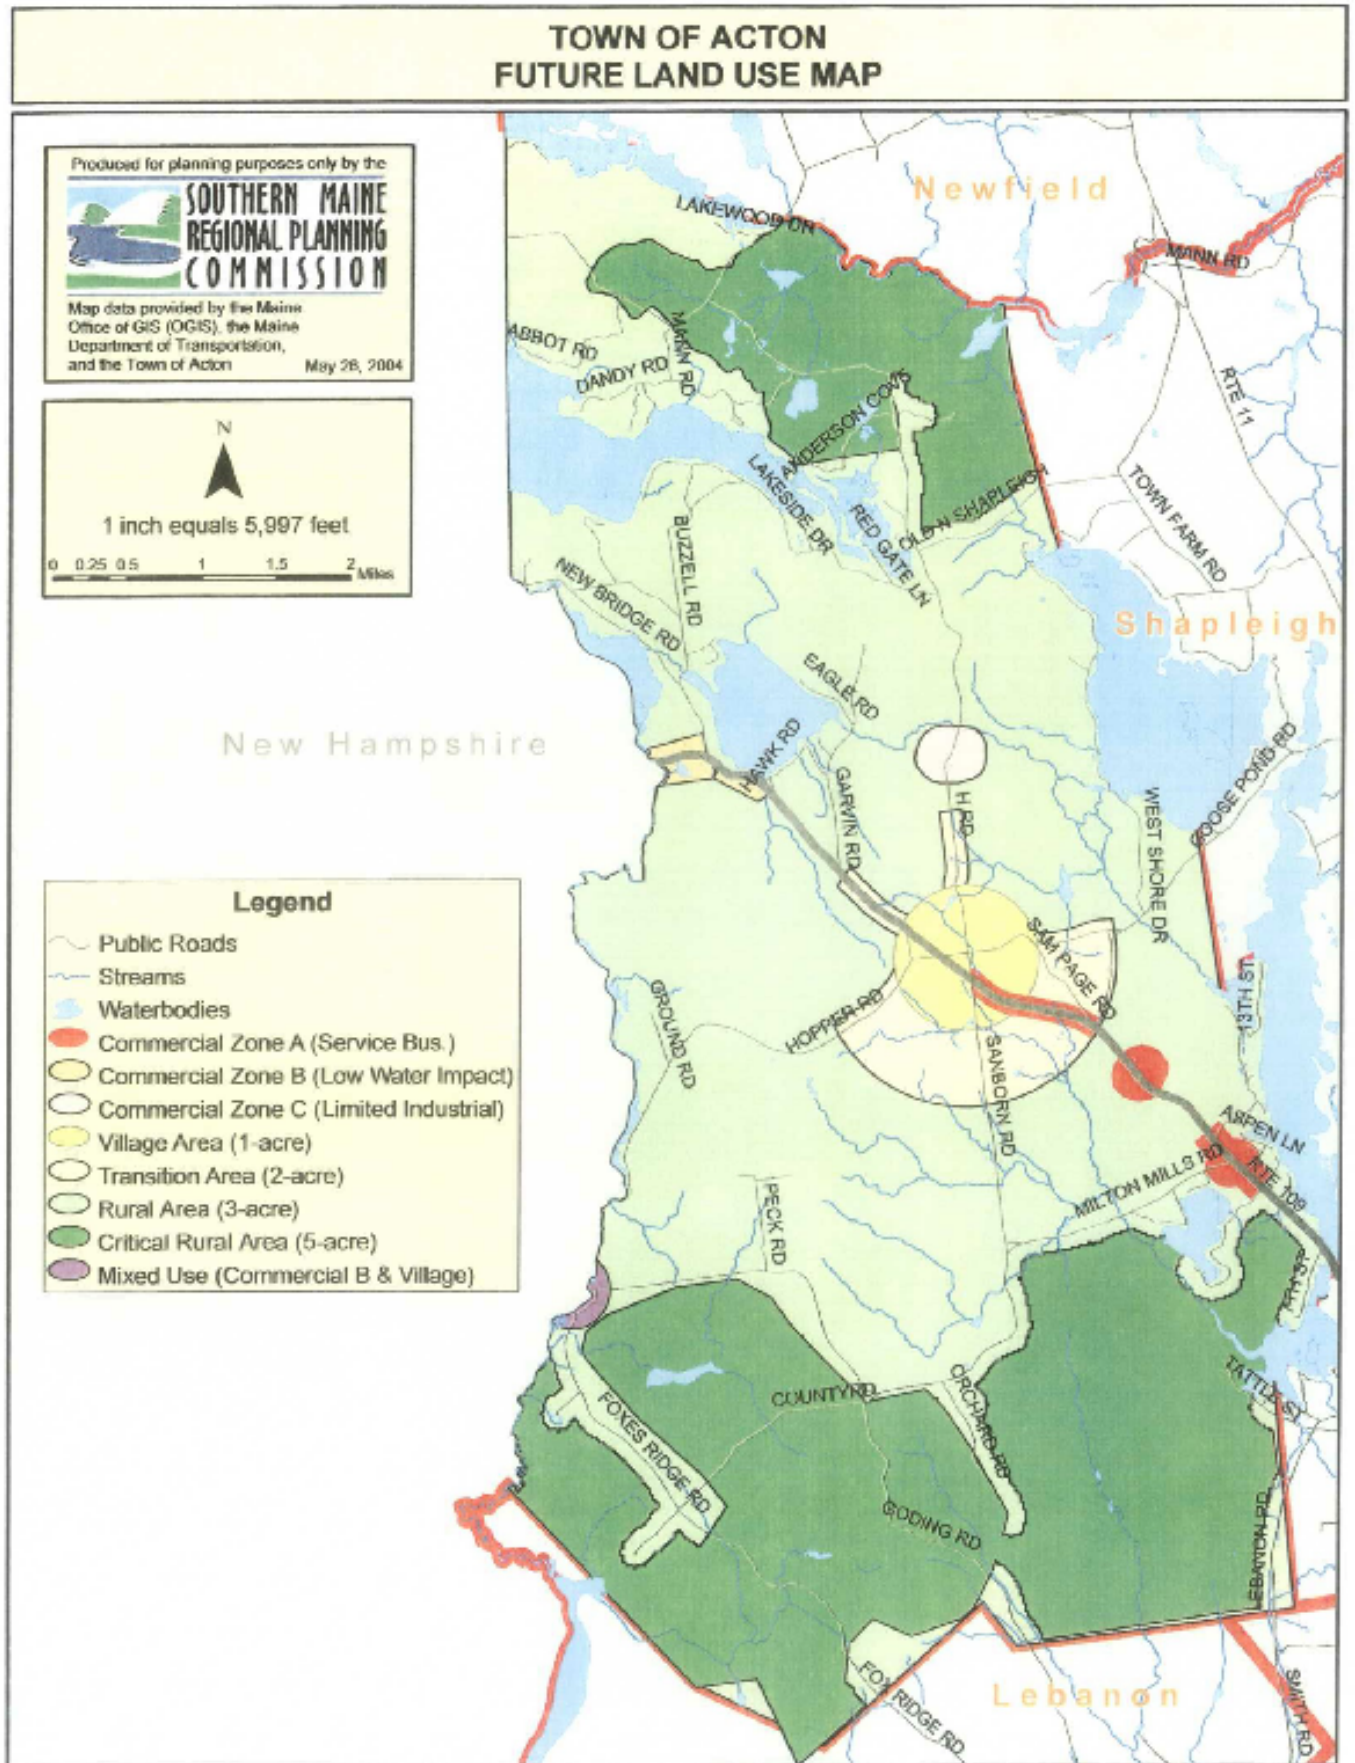 TOWN OF ACTON
FUTURE LAND USE MAP
Produced for planning purposes only by the
SOUTHERN MAINE
REGIONAL PLANNING
COMMISSION
Map data provided by the Maine
Office of GIS (OGIS), the Maine
Department of Transportation,
and the Town of Acton May 26, 2004
N
1 inch equals 5,997 feet
0 0.25 0.5 1 1.5 2 Miles
Newfield
LAKEWOOD DR
MANN RD
ABBOT RD
DANDY RD
MANN RD
RTE 11
ANDERSON COVE
LAKESIDE DR
RED GATE LN
OLD N SHAPLEIGH
TOWN FARM RD
BUZZELL RD
NEW BRIDGE RD
Shapleigh
EAGLE RD
New Hampshire
HAWK RD
GARVIN RD
H RD
WEST SHORE DR
GOOSE POND RD
SAM PAGE RD
13TH ST
GROUND RD
HOPPER RD
SANBORN RD
ASPEN LN
MILTON MILLS RD
RTE 109
PECK RD
7TH ST
TATTLE ST
COUNTY RD
ORCHARD RD
FOXES RIDGE RD
GODING RD
LEBANON RD
FOX RIDGE RD
Lebanon
SMITH RD
Legend
Public Roads
Streams
Waterbodies
Commercial Zone A (Service Bus.)
Commercial Zone B (Low Water Impact)
Commercial Zone C (Limited Industrial)
Village Area (1-acre)
Transition Area (2-acre)
Rural Area (3-acre)
Critical Rural Area (5-acre)
Mixed Use (Commercial B & Village)